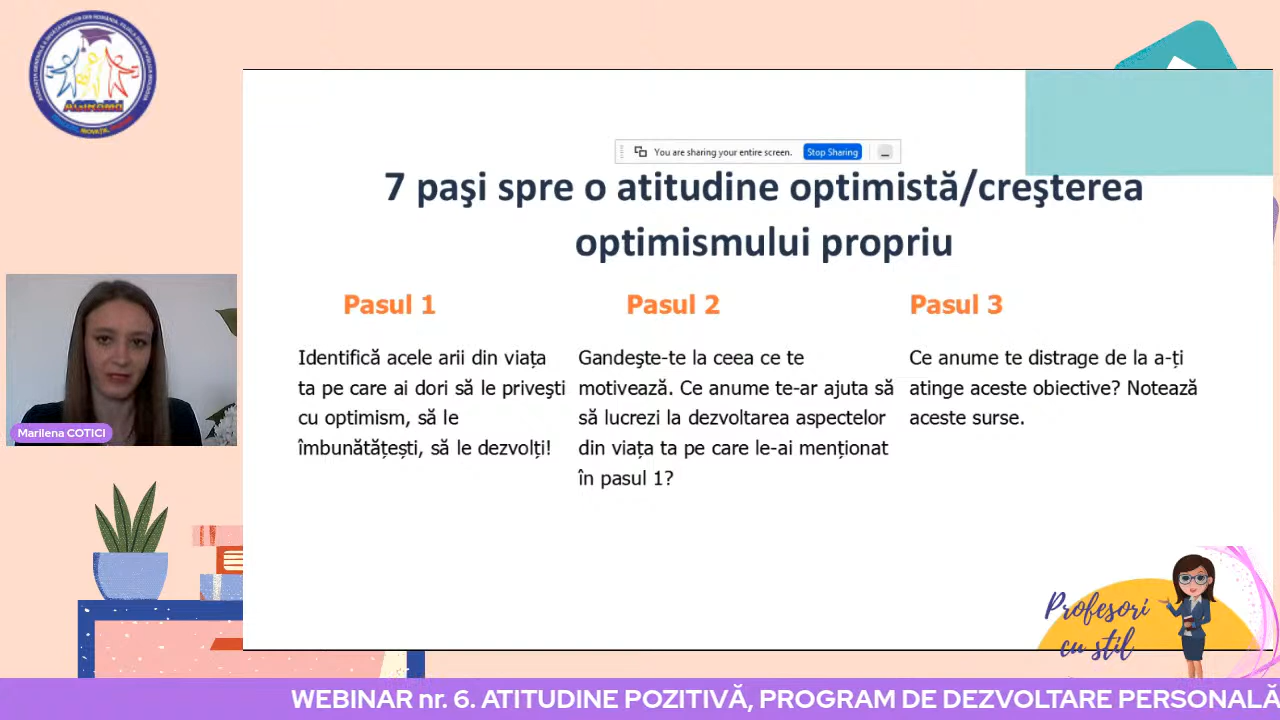 You are sharing your entire screen.
Stop Sharing
7 paşi spre o atitudine optimistă/creşterea
optimismului propriu
Pasul 1
Identifică acele arii din viața
ta pe care ai dori să le priveşti
cu optimism, să le
îmbunătățești, să le dezvolți!
Pasul 2
Gandeşte-te la ceea ce te
motivează. Ce anume te-ar ajuta să
să lucrezi la dezvoltarea aspectelor
din viața ta pe care le-ai menționat
în pasul 1?
Pasul 3
Ce anume te distrage de la a-ți
atinge aceste obiective? Notează
aceste surse.
Marilena COTICI
Profesori
cu stil
WEBINAR nr. 6. ATITUDINE POZITIVĂ, PROGRAM DE DEZVOLTARE PERSONALĂ